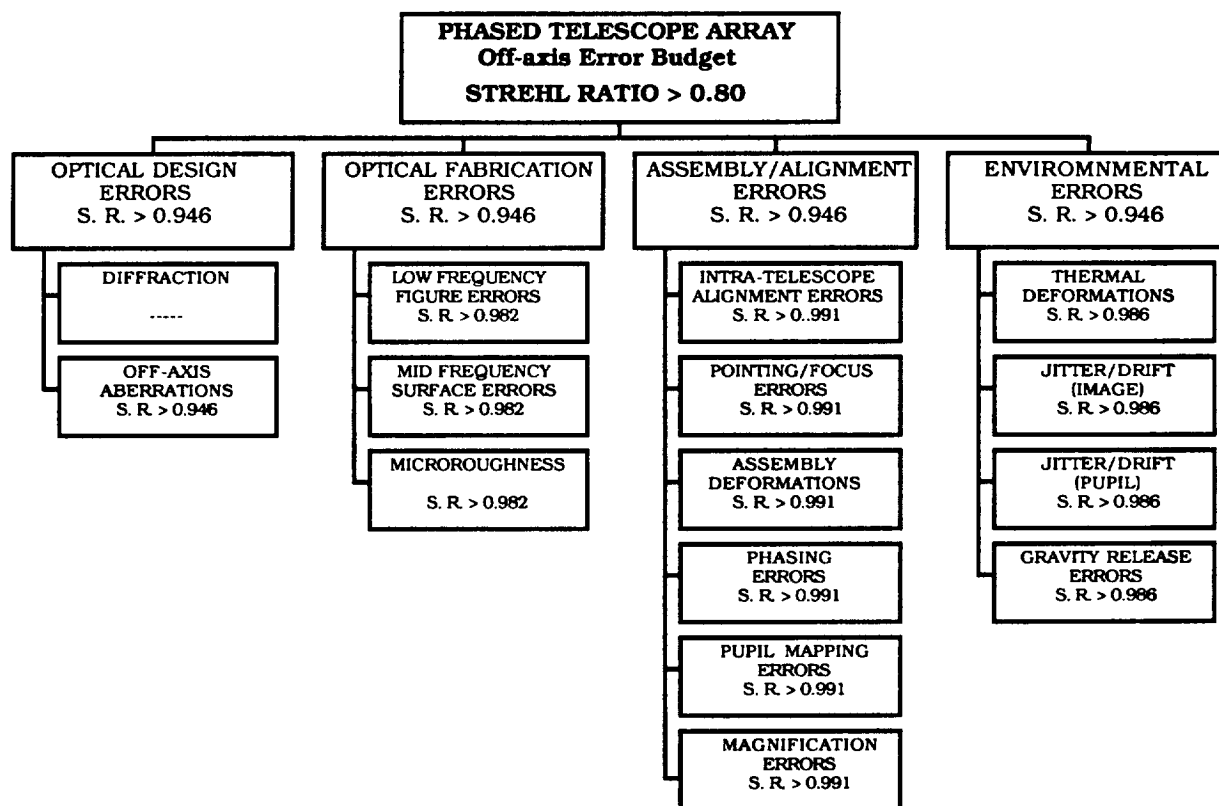 PHASED TELESCOPE ARRAY
Off-axis Error Budget
STREHL RATIO > 0.80
OPTICAL DESIGN
ERRORS
S. R. > 0.946
DIFFRACTION
-----
OFF-AXIS
ABERRATIONS
S. R. > 0.946
OPTICAL FABRICATION
ERRORS
S. R. > 0.946
LOW FREQUENCY
FIGURE ERRORS
S. R. > 0.982
MID FREQUENCY
SURFACE ERRORS
S. R. > 0.982
MICROROUGHNESS
S. R. > 0.982
ASSEMBLY/ALIGNMENT
ERRORS
S. R. > 0.946
INTRA-TELESCOPE
ALIGNMENT ERRORS
S. R. > 0..991
POINTING/FOCUS
ERRORS
S. R. > 0.991
ASSEMBLY
DEFORMATIONS
S. R. > 0.991
PHASING
ERRORS
S. R. > 0.991
PUPIL MAPPING
ERRORS
S. R. > 0.991
MAGNIFICATION
ERRORS
S. R. > 0.991
ENVIROMNMENTAL
ERRORS
S. R. > 0.946
THERMAL
DEFORMATIONS
S. R. > 0.986
JITTER/DRIFT
(IMAGE)
S. R. > 0.986
JITTER/DRIFT
(PUPIL)
S. R. > 0.986
GRAVITY RELEASE
ERRORS
S. R. > 0.986